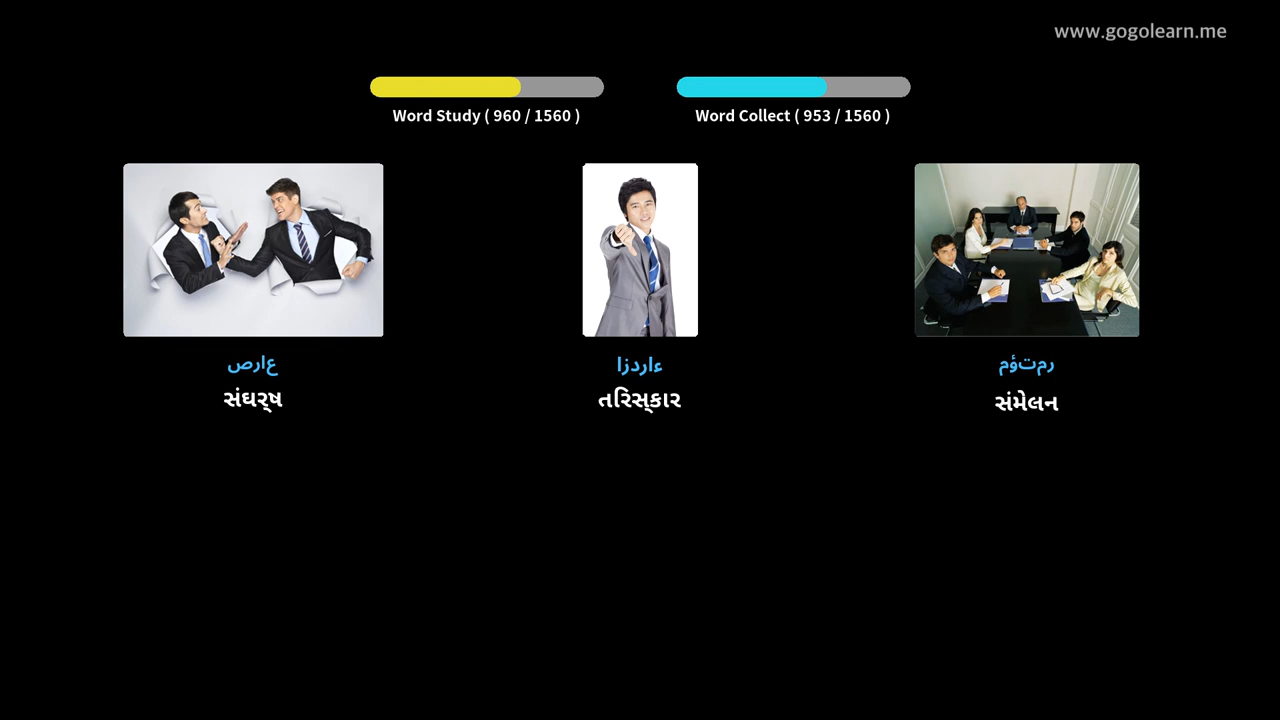 www.gogolearn.me
Word Study ( 960 / 1560 )
Word Collect ( 953 / 1560 )
عارص
સંઘર્‌ષ
ءاردزا
તરિસ્‌કાર
رمتؤم
સંમેલન